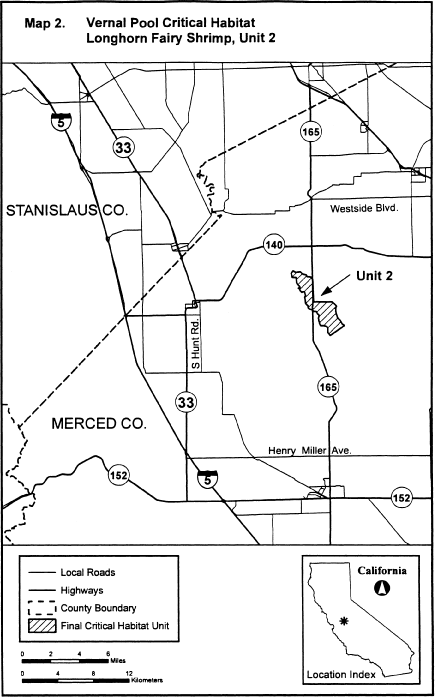 Map 2. Vernal Pool Critical Habitat
Longhorn Fairy Shrimp, Unit 2
5
33
165
STANISLAUS CO.
Westside Blvd.
140
Unit 2
S Hunt Rd.
165
33
MERCED CO.
Henry Miller Ave.
152
5
152
Local Roads
Highways
County Boundary
Final Critical Habitat Unit
0 2 4 6
Miles
0 4 8 12
Kilometers
California
Location Index